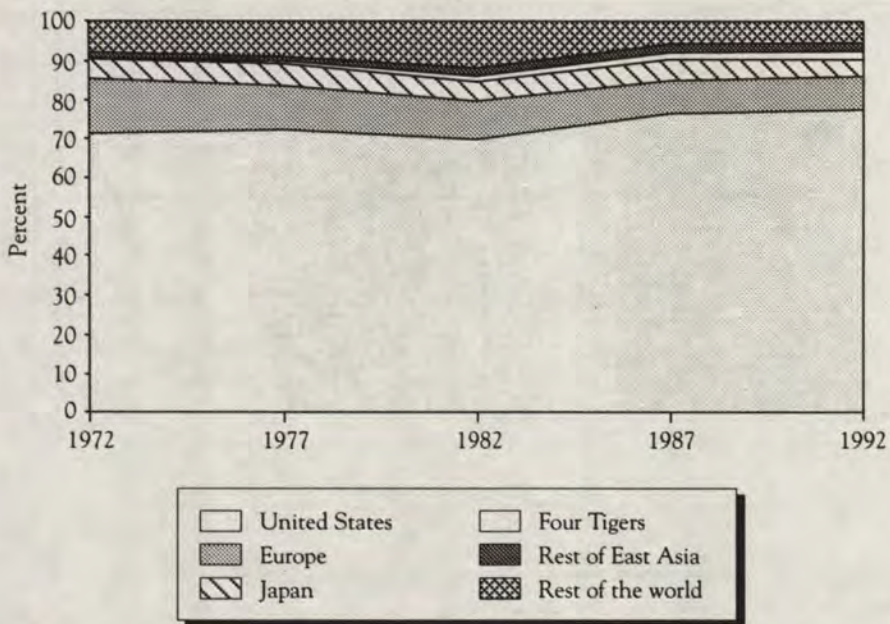 100
90
80
70
60
50
40
30
20
10
0
Percent
1972 1977 1982 1987 1992
United States Four Tigers
Europe Rest of East Asia
Japan Rest of the world